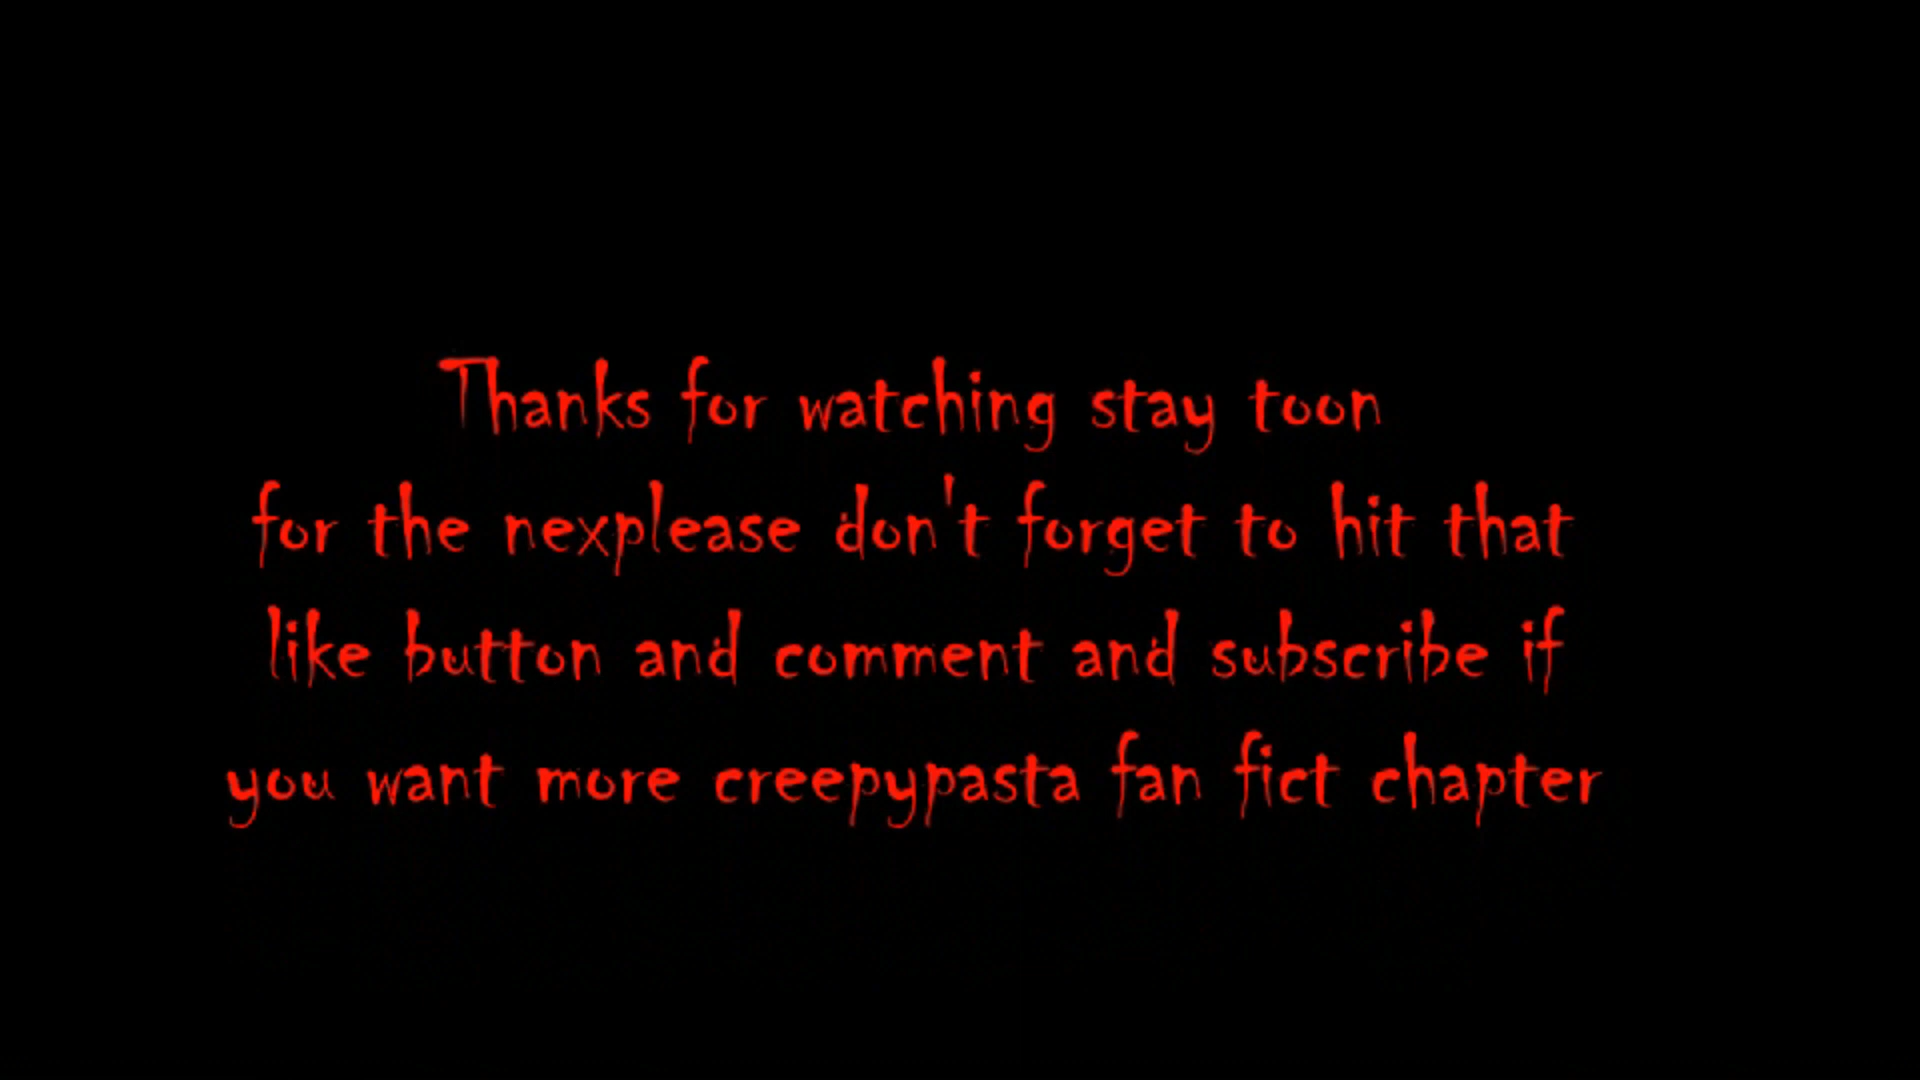 Thanks for watching stay toon
for the nexplease don't forget to hit that
like button and comment and subscribe if
you want more creepypasta fan fict chapter